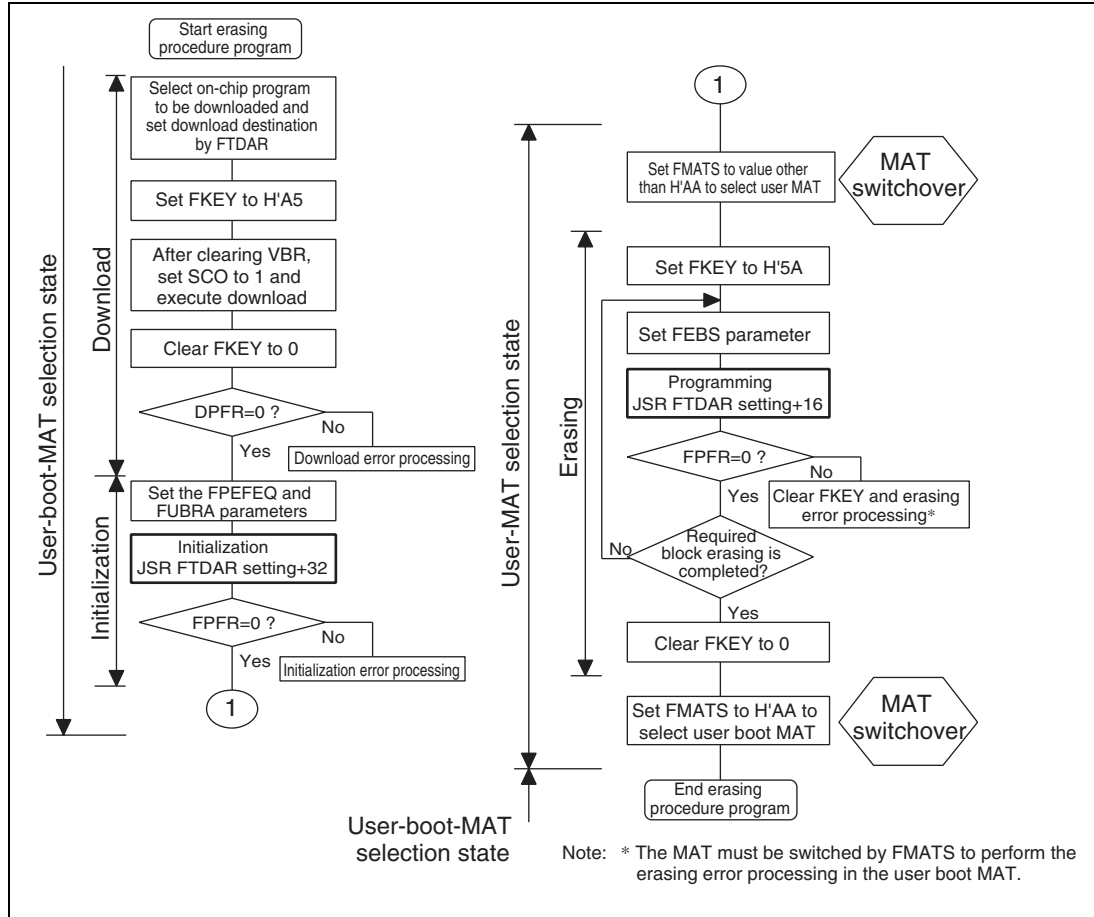 Start erasing
procedure program
User-boot-MAT selection state
Download
Select on-chip program
to be downloaded and
set download destination
by FTDAR
Set FKEY to H'A5
After clearing VBR,
set SCO to 1 and
execute download
Clear FKEY to 0
DPFR=0 ?
No
Yes
Download error processing
Initialization
Set the FPEFEQ and
FUBRA parameters
Initialization
JSR FTDAR setting+32
FPFR=0 ?
No
Yes
Initialization error processing
1
1
User-MAT selection state
Set FMATS to value other
than H'AA to select user MAT
MAT
switchover
Erasing
Set FKEY to H'5A
Set FEBS parameter
Programming
JSR FTDAR setting+16
FPFR=0 ?
No
Yes
Clear FKEY and erasing
error processing*
Required
block erasing is
completed?
No
Yes
Clear FKEY to 0
Set FMATS to H'AA to
select user boot MAT
MAT
switchover
End erasing
procedure program
User-boot-MAT
selection state
Note: * The MAT must be switched by FMATS to perform the
erasing error processing in the user boot MAT.